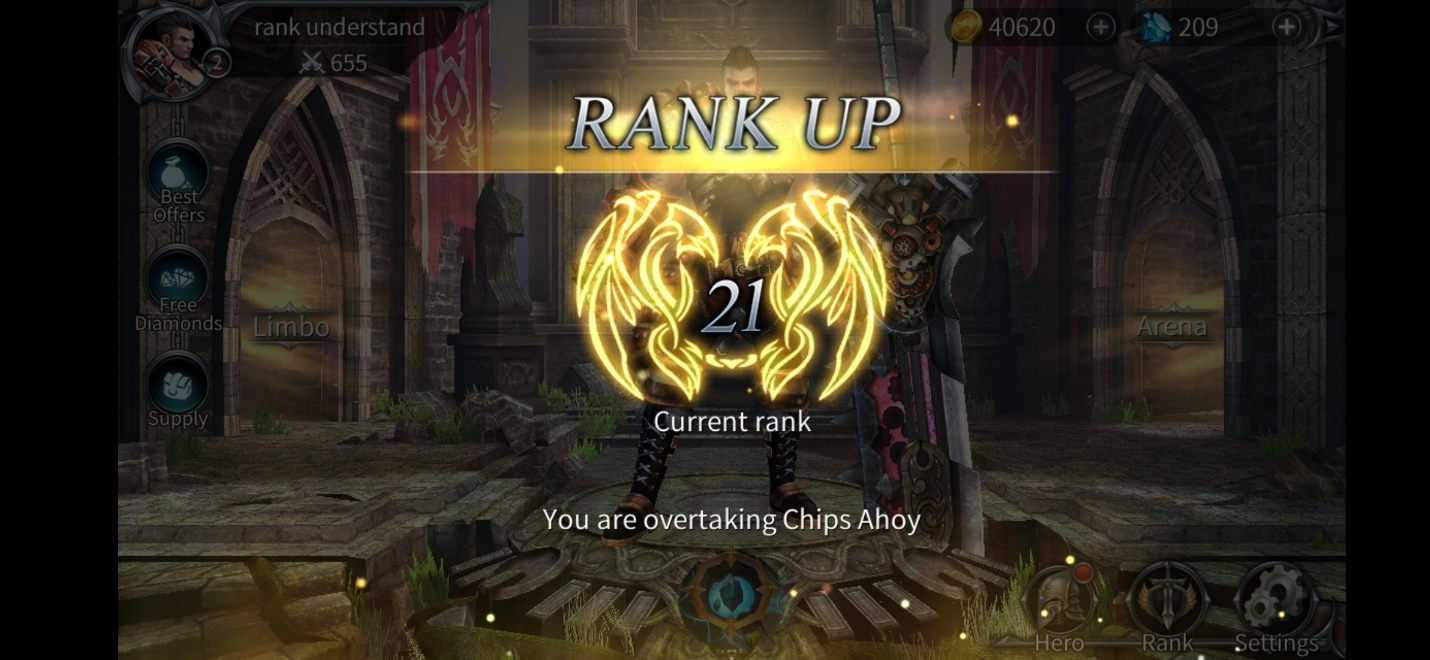 rank understand
2
655
40620
209
RANK UP
Best
Offers
21
Free
Diamonds
Limbo
Arena
Supply
Current rank
You are overtaking Chips Ahoy
Hero
Rank
Settings